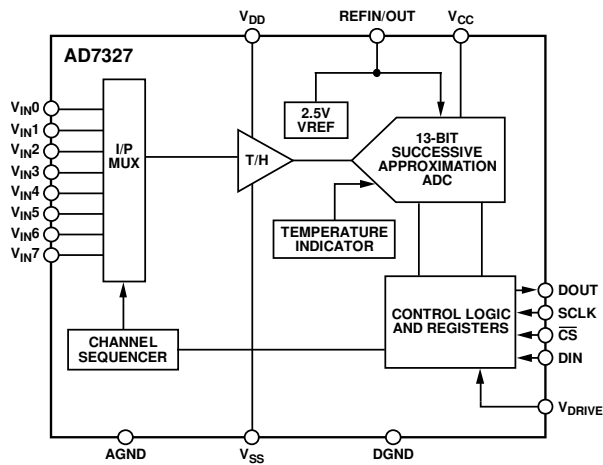 VDD
REFIN/OUT
VCC
AD7327
VIN0
VIN1
VIN2
VIN3
VIN4
VIN5
VIN6
VIN7
I/P
MUX
2.5V
VREF
T/H
13-BIT
SUCCESSIVE
APPROXIMATION
ADC
TEMPERATURE
INDICATOR
CONTROL LOGIC
AND REGISTERS
CHANNEL
SEQUENCER
DOUT
SCLK
C̅S̅
DIN
VDRIVE
AGND
VSS
DGND